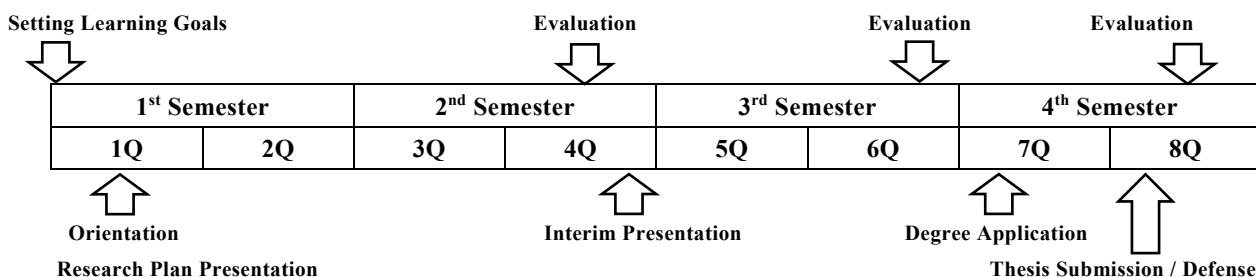 Setting Learning Goals Evaluation Evaluation Evaluation
1st Semester 2nd Semester 3rd Semester 4th Semester
1Q 2Q 3Q 4Q 5Q 6Q 7Q 8Q
Orientation Interim Presentation Degree Application
Research Plan Presentation Thesis Submission / Defense